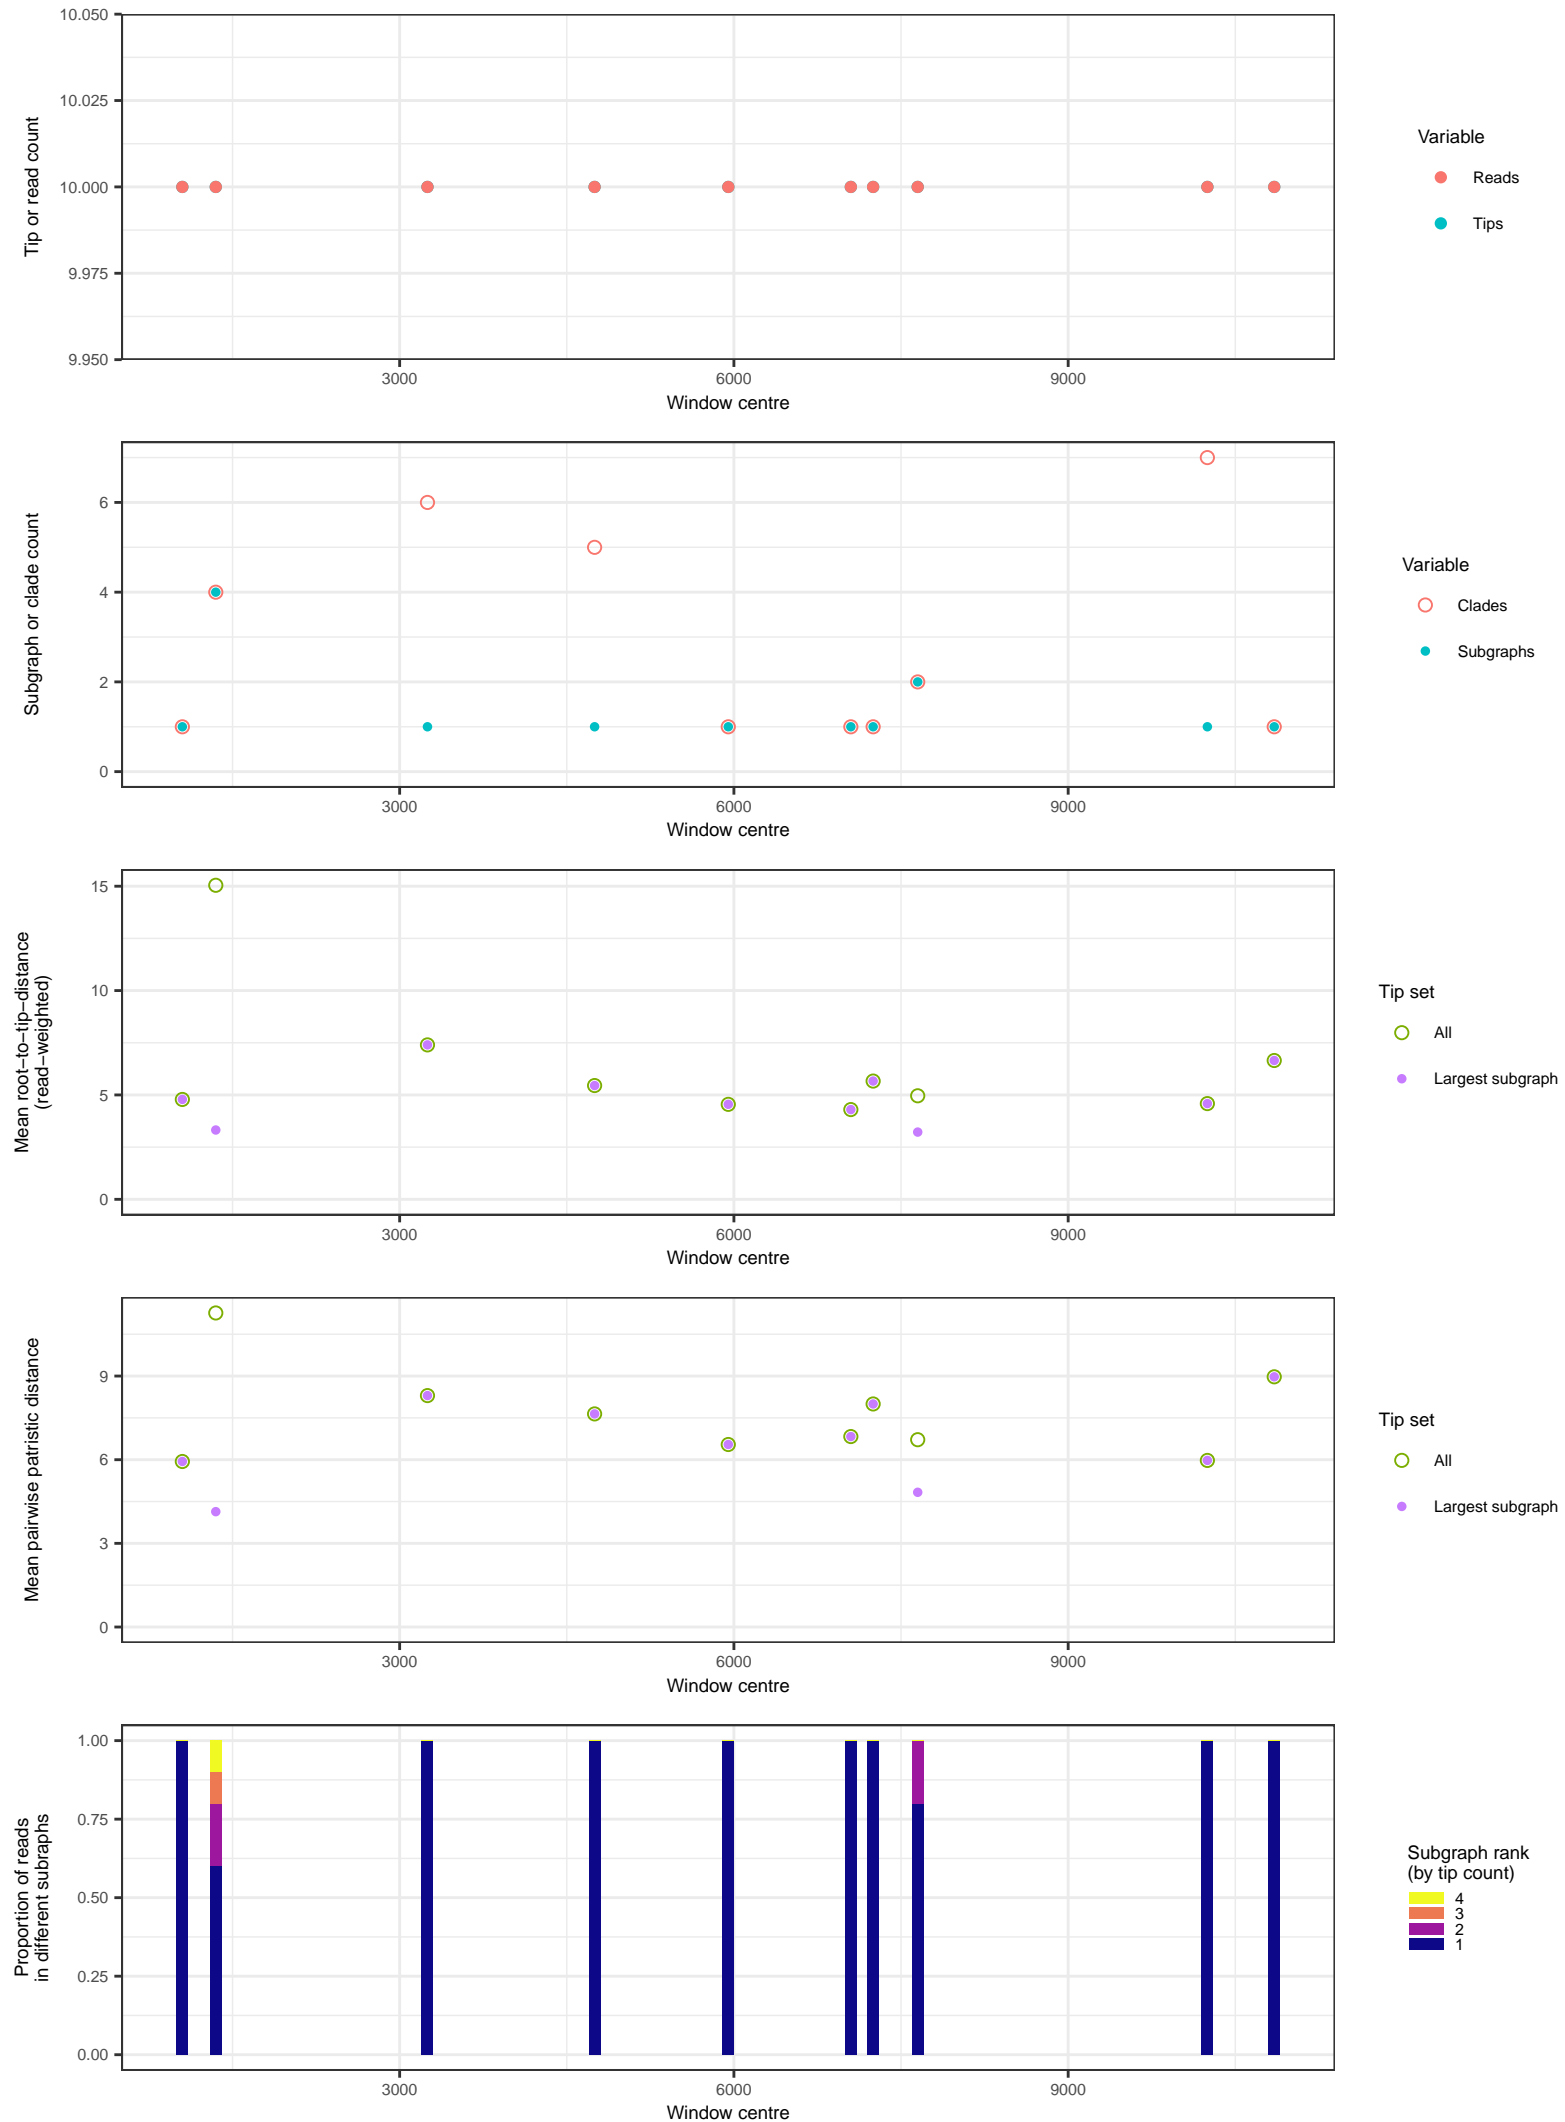 10.050
10.025
10.000
9.975
9.950
Tip or read count
3000 6000 9000
Window centre
Variable
Reads
Tips
6
4
2
0
Subgraph or clade count
3000 6000 9000
Window centre
Variable
Clades
Subgraphs
15
10
5
0
Mean root−to−tip−distance
(read−weighted)
3000 6000 9000
Window centre
Tip set
All
Largest subgraph
9
6
3
0
Mean pairwise patristic distance
3000 6000 9000
Window centre
Tip set
All
Largest subgraph
1.00
0.75
0.50
0.25
0.00
Proportion of reads
in different subraphs
3000 6000 9000
Window centre
Subgraph rank
(by tip count)
4
3
2
1